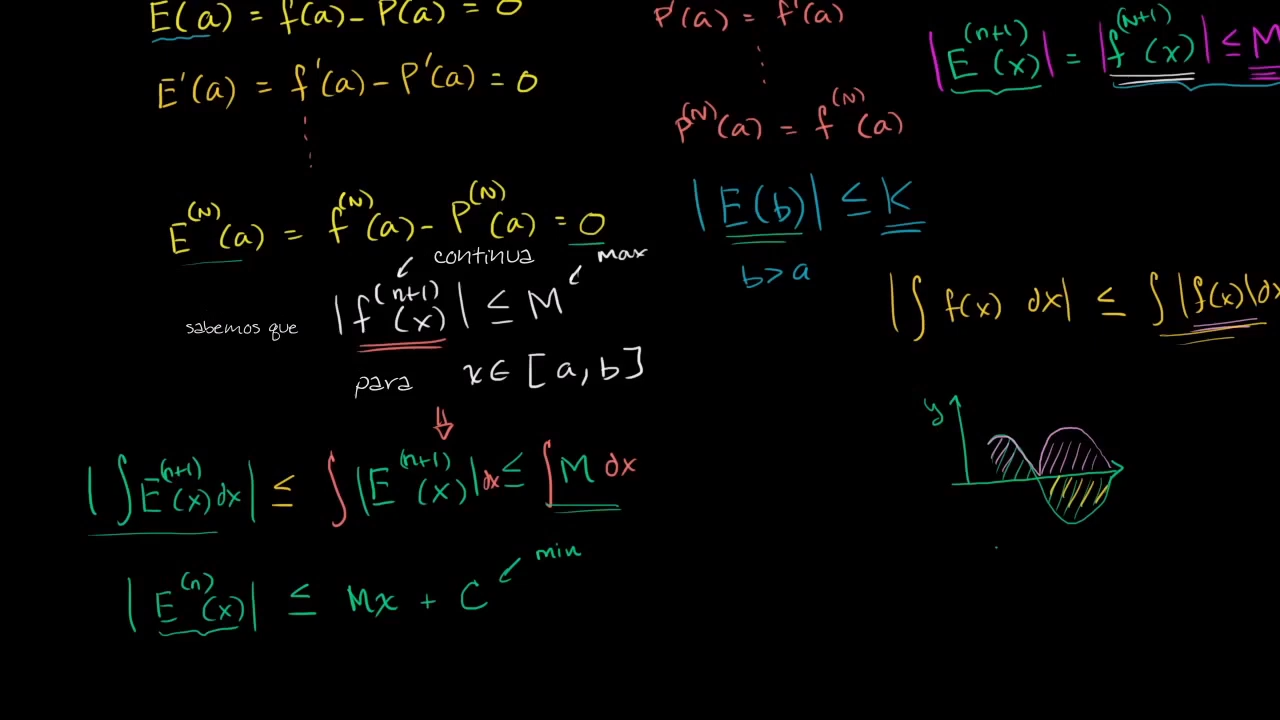 E(a) = f(a) - P(a) = 0
E'(a) = f'(a) - P'(a) = 0
E^(N)(a) = f^(N)(a) - P^(N)(a) = 0
continua
max
sabemos que |f^(n+1)(x)| ≤ M
para x ∈ [a, b]
|∫E^(n+1)(x)dx| ≤ ∫|E^(n+1)(x)|dx ≤ ∫M dx
min
|E^(n)(x)| ≤ Mx + C
P'(a) = f'(a)
P^(N)(a) = f^(N)(a)
|E(b)| ≤ K
b > a
|E^(n+1)(x)| = |f^(N+1)(x)| ≤ M
|∫ f(x) dx| ≤ ∫|f(x)|dx
y